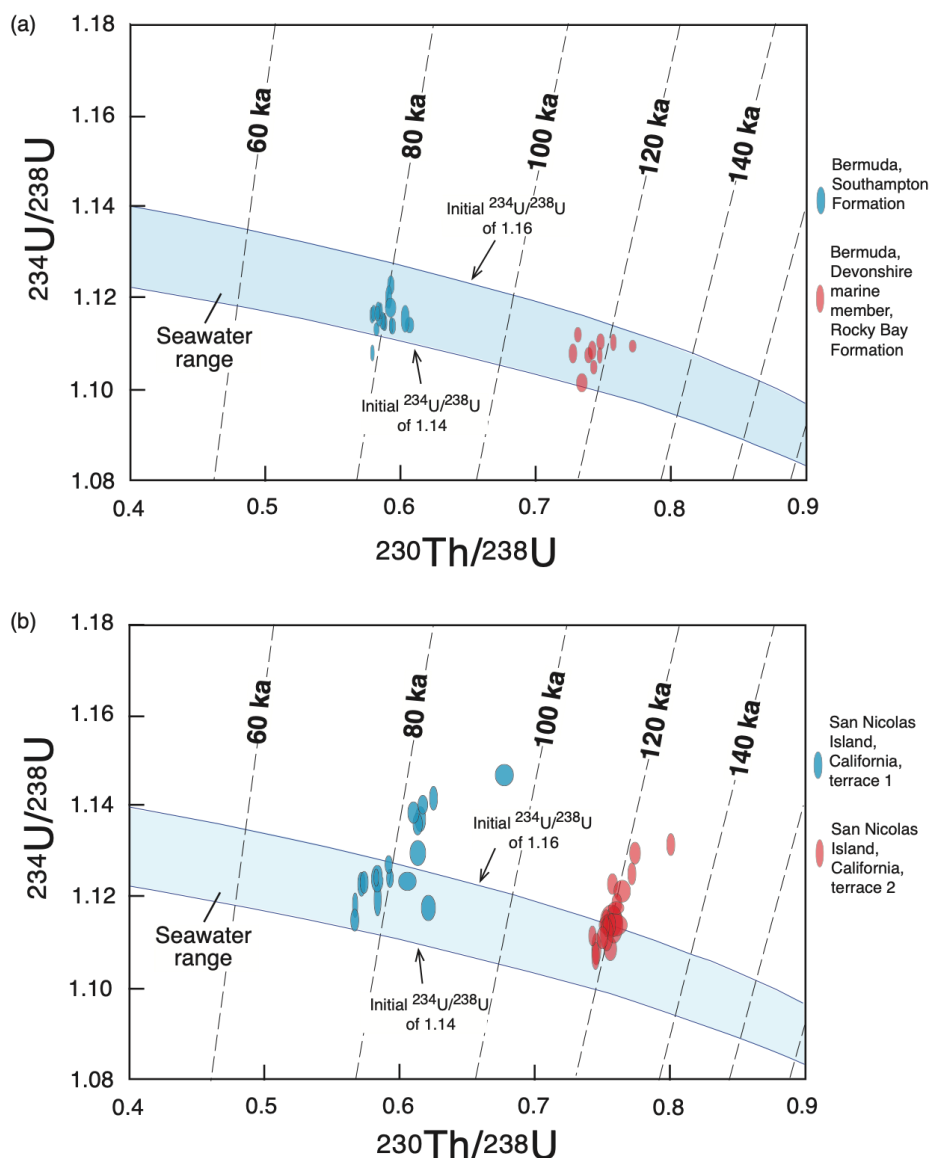 (a)
1.18
1.16
1.14
1.12
1.10
1.08
234U/238U
0.4
0.5
0.6
0.7
0.8
0.9
230Th/238U
60 ka
80 ka
100 ka
120 ka
140 ka
Initial 234U/238U
of 1.16
Seawater
range
Initial 234U/238U
of 1.14
Bermuda,
Southampton
Formation
Bermuda,
Devonshire
marine
member,
Rocky Bay
Formation
(b)
1.18
1.16
1.14
1.12
1.10
1.08
234U/238U
0.4
0.5
0.6
0.7
0.8
0.9
230Th/238U
60 ka
80 ka
100 ka
120 ka
140 ka
Initial 234U/238U
of 1.16
Seawater
range
Initial 234U/238U
of 1.14
San Nicolas
Island,
California,
terrace 1
San Nicolas
Island,
California,
terrace 2